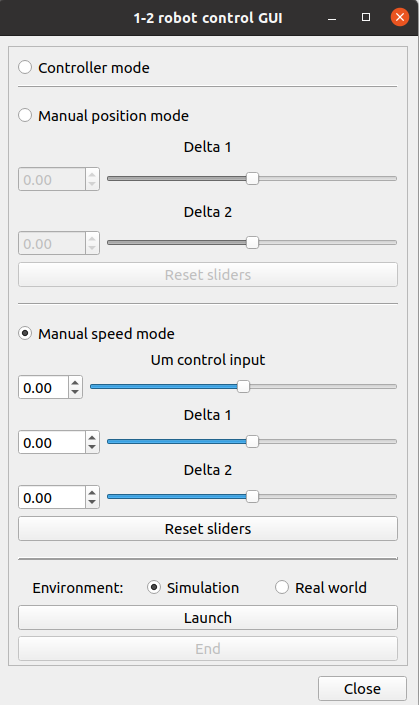 1-2 robot control GUI
Controller mode
Manual position mode
Delta 1
0.00
Delta 2
0.00
Reset sliders
Manual speed mode
Um control input
0.00
Delta 1
0.00
Delta 2
0.00
Reset sliders
Environment: Simulation Real world
Launch
End
Close